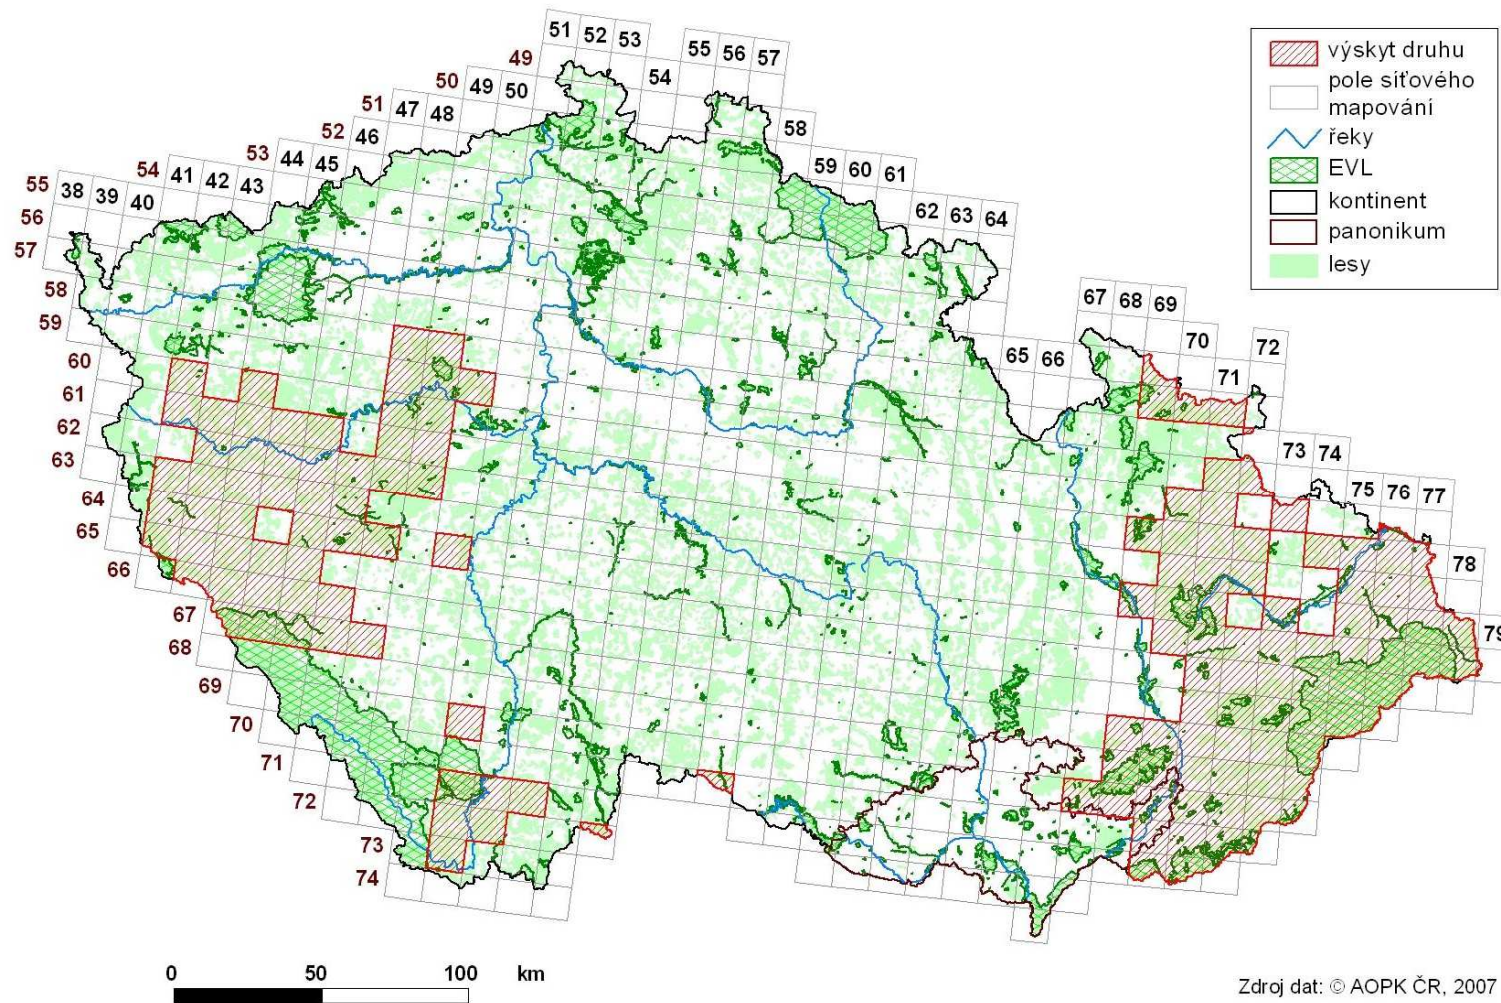 51 52 53
55 56 57
49
54
50
49 50
51
47 48
58
52
46
53
44 45
59 60 61
54
41 42 43
55
38 39 40
62 63 64
56
57
58
67 68 69
59
70 72
60
65 66
71
61
62
73 74
63
75 76 77
64
65
78
66
67
79
68
69
70
71
72
73
74
výskyt druhu
pole síťového
mapování
řeky
EVL
kontinent
panonikum
lesy
0 50 100 km
Zdroj dat: © AOPK ČR, 2007